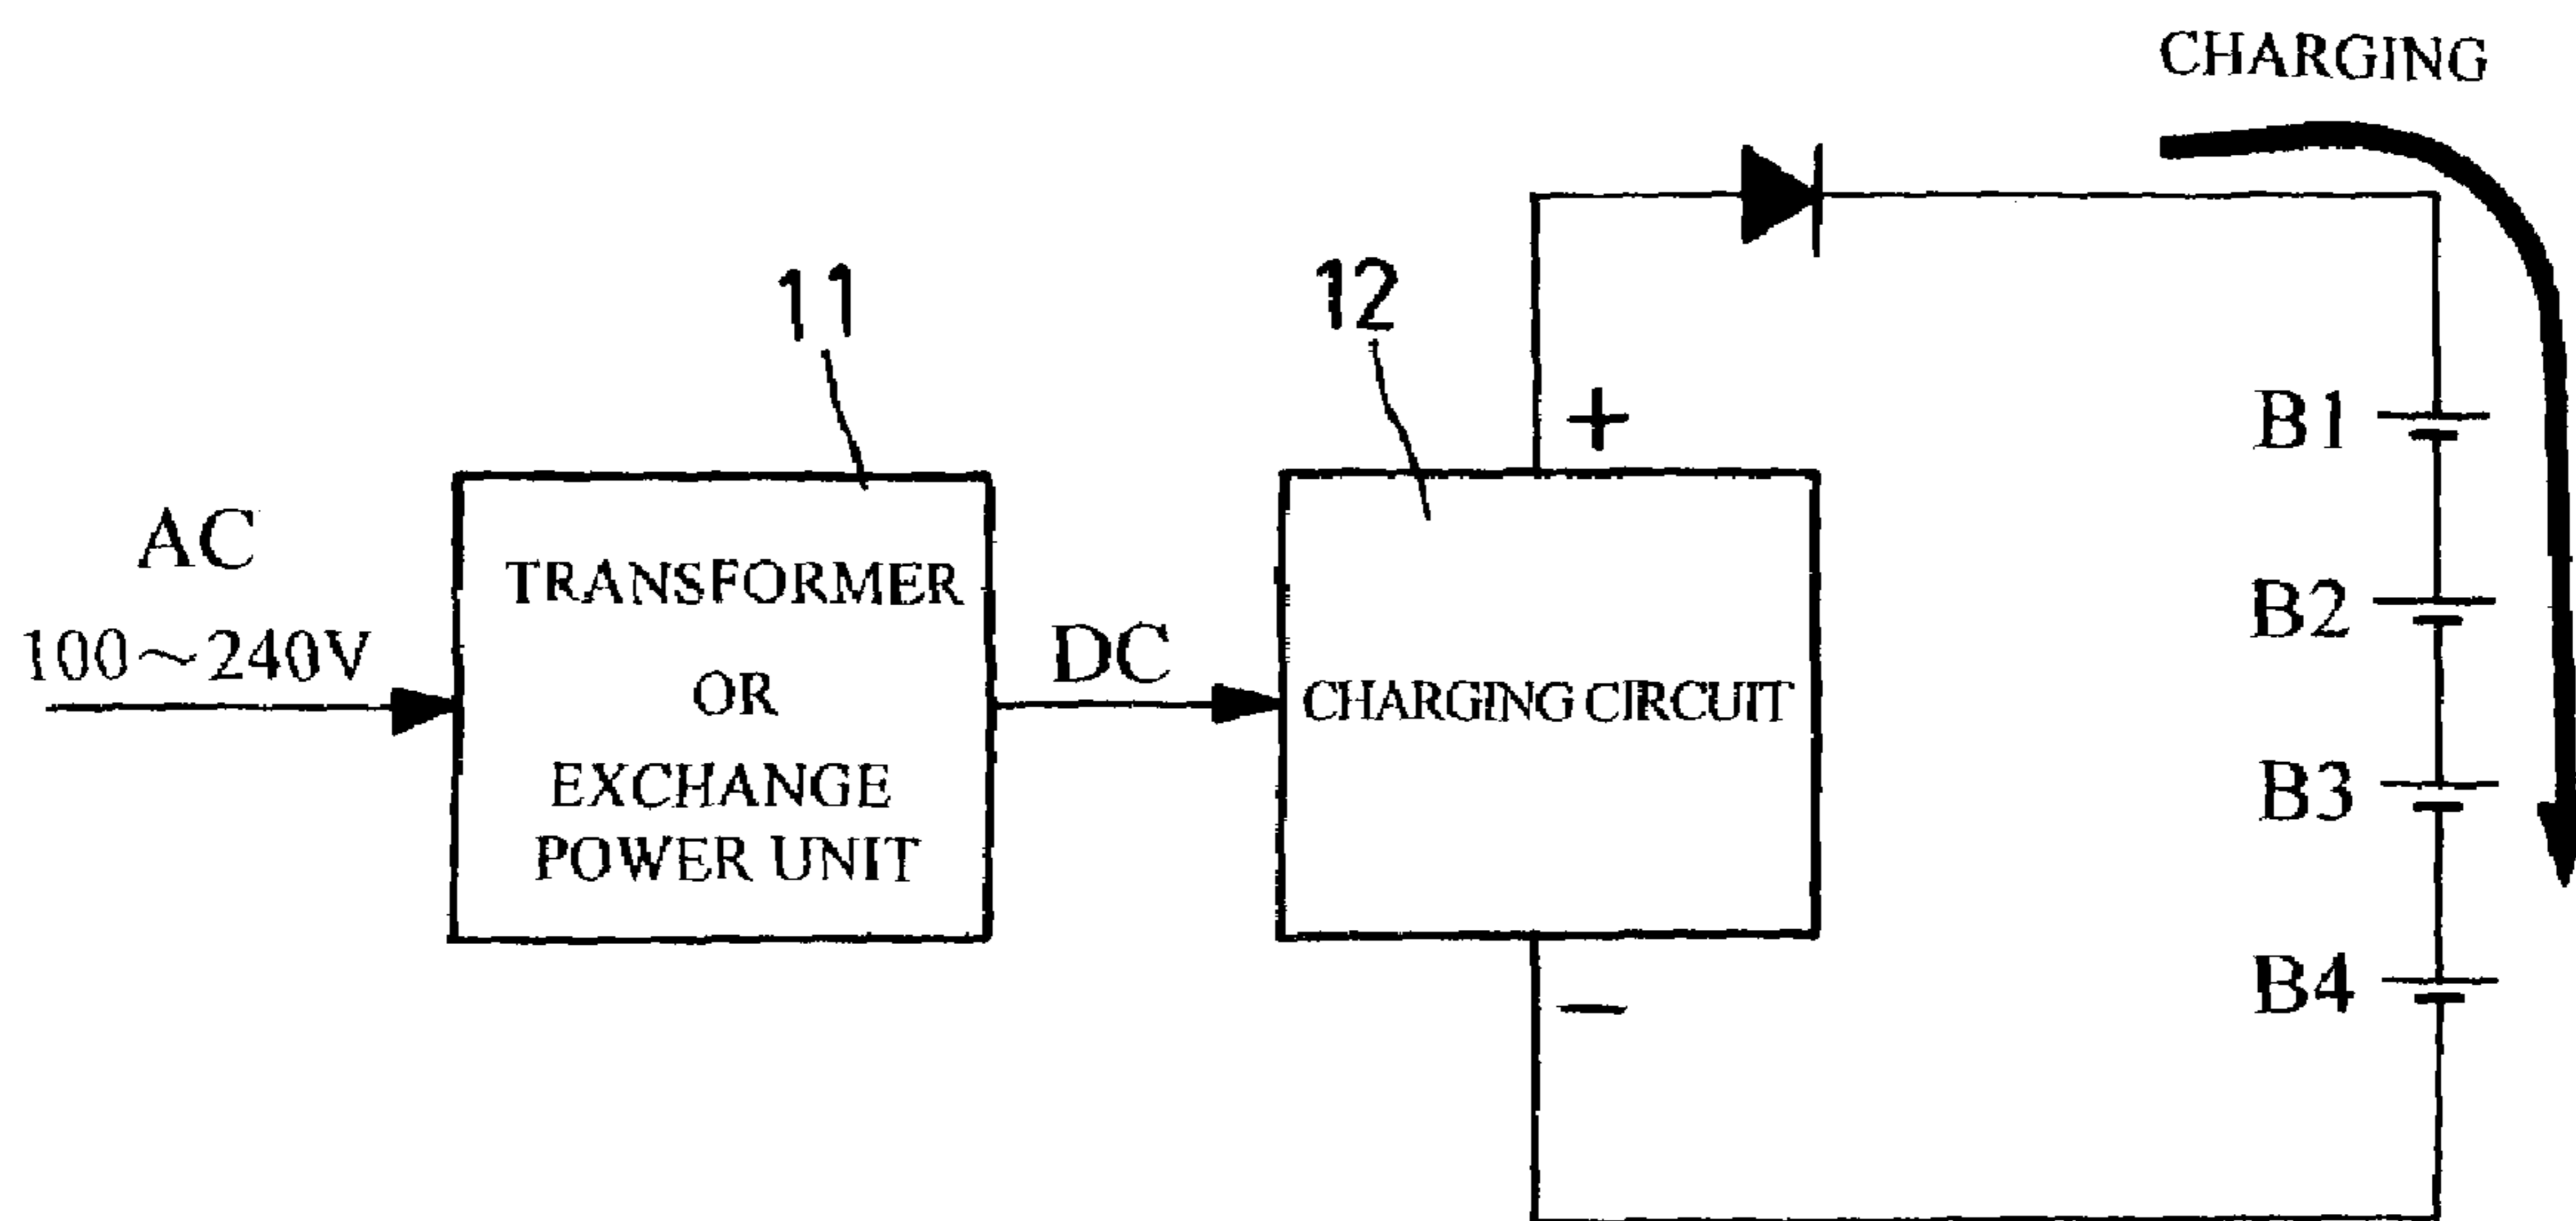 CHARGING
11
12
+
B1
AC
TRANSFORMER
B2
100~240V
DC
OR
CHARGING CIRCUIT
EXCHANGE
B3
POWER UNIT
B4
−